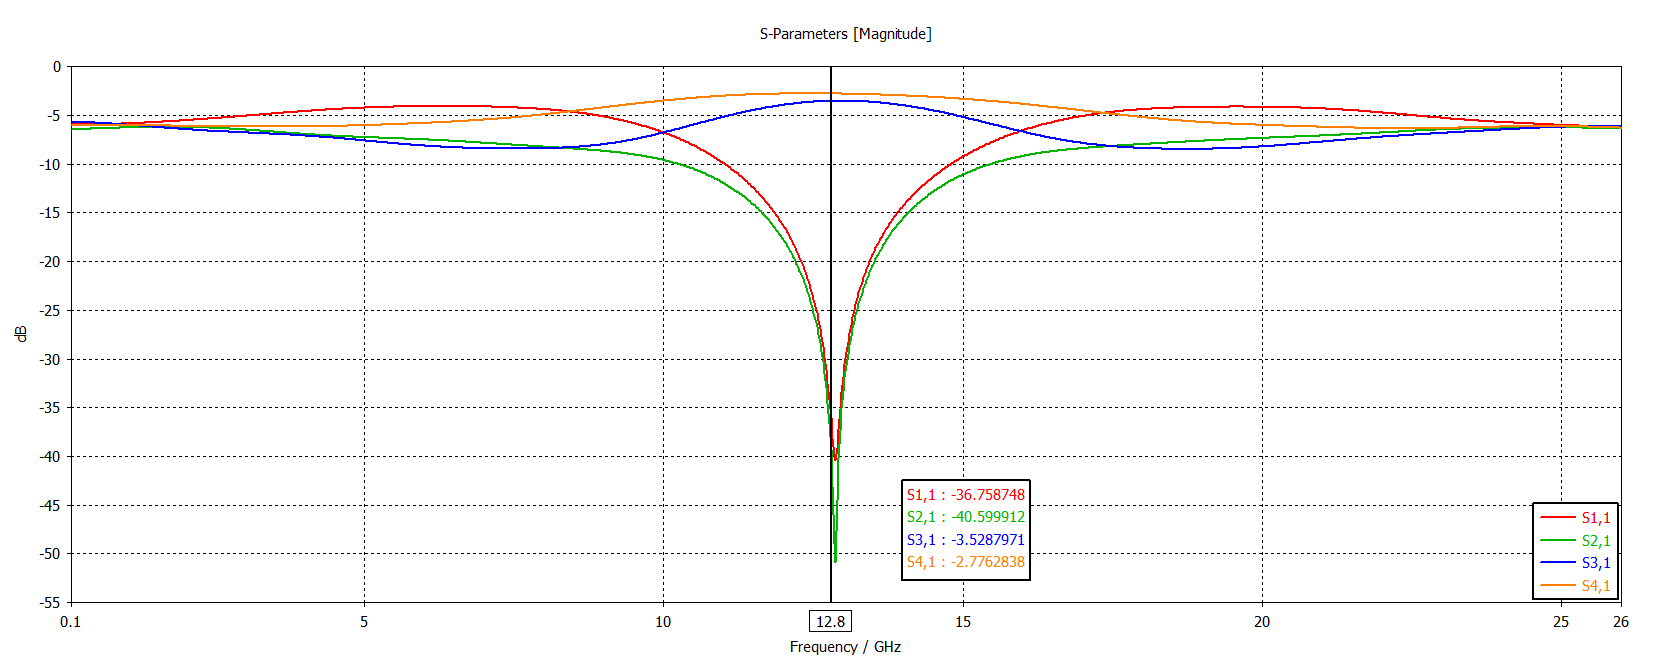 S-Parameters [Magnitude]
0
-5
-10
-15
-20
-25
-30
-35
-40
-45
-50
-55
dB
S1,1 : -36.758748
S2,1 : -40.599912
S3,1 : -3.5287971
S4,1 : -2.7762838
S1,1
S2,1
S3,1
S4,1
0.1 5 10 12.8 15 20 25 26
Frequency / GHz